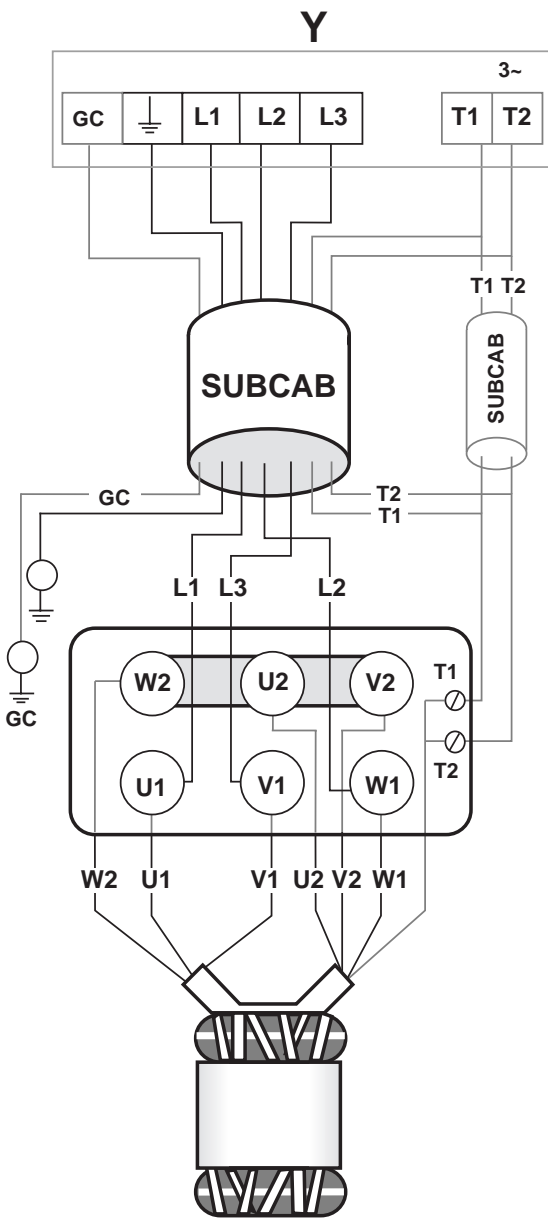 Y
3~
GC L1 L2 L3 T1 T2
T1 T2
SUBCAB
SUBCAB
GC
T2
T1
L1 L3 L2
W2 U2 V2
T1
GC
T2
U1 V1 W1
W2 U1 V1 U2 V2 W1